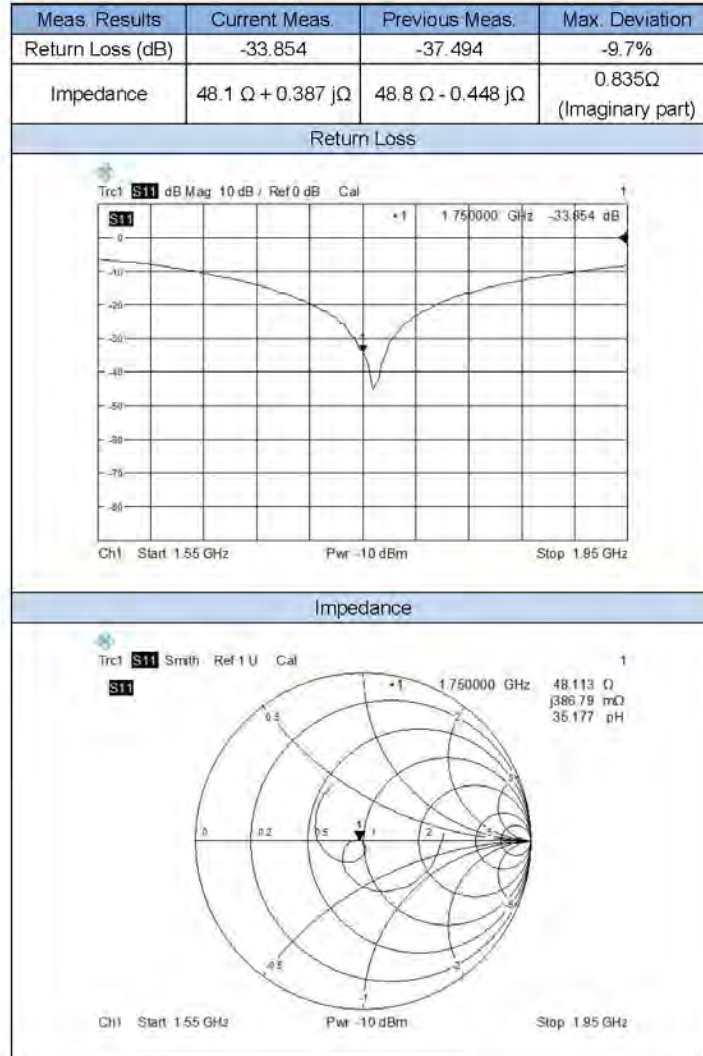 Meas. Results Current Meas. Previous Meas. Max. Deviation
Return Loss (dB) -33.854 -37.494 -9.7%
Impedance 48.1 Ω + 0.387 jΩ 48.8 Ω - 0.448 jΩ 0.835Ω
(Imaginary part)
Return Loss
Trc1 S11 dB Mag 10 dB / Ref 0 dB Cal 1
S11 •1 1.750000 GHz -33.854 dB
0
-10
-20
-30
1
-40
-50
-60
-70
-80
Ch1 Start 1.55 GHz Pwr -10 dBm Stop 1.95 GHz
Impedance
Trc1 S11 Smith Ref 1 U Cal 1
S11 •1 1.750000 GHz 48.113 Ω
j386.79 mΩ
35.177 pH
1
0.5 2
5
1
0 0.2 0.5 1 2 5
-5
-0.5 -2
-1
Ch1 Start 1.55 GHz Pwr -10 dBm Stop 1.95 GHz